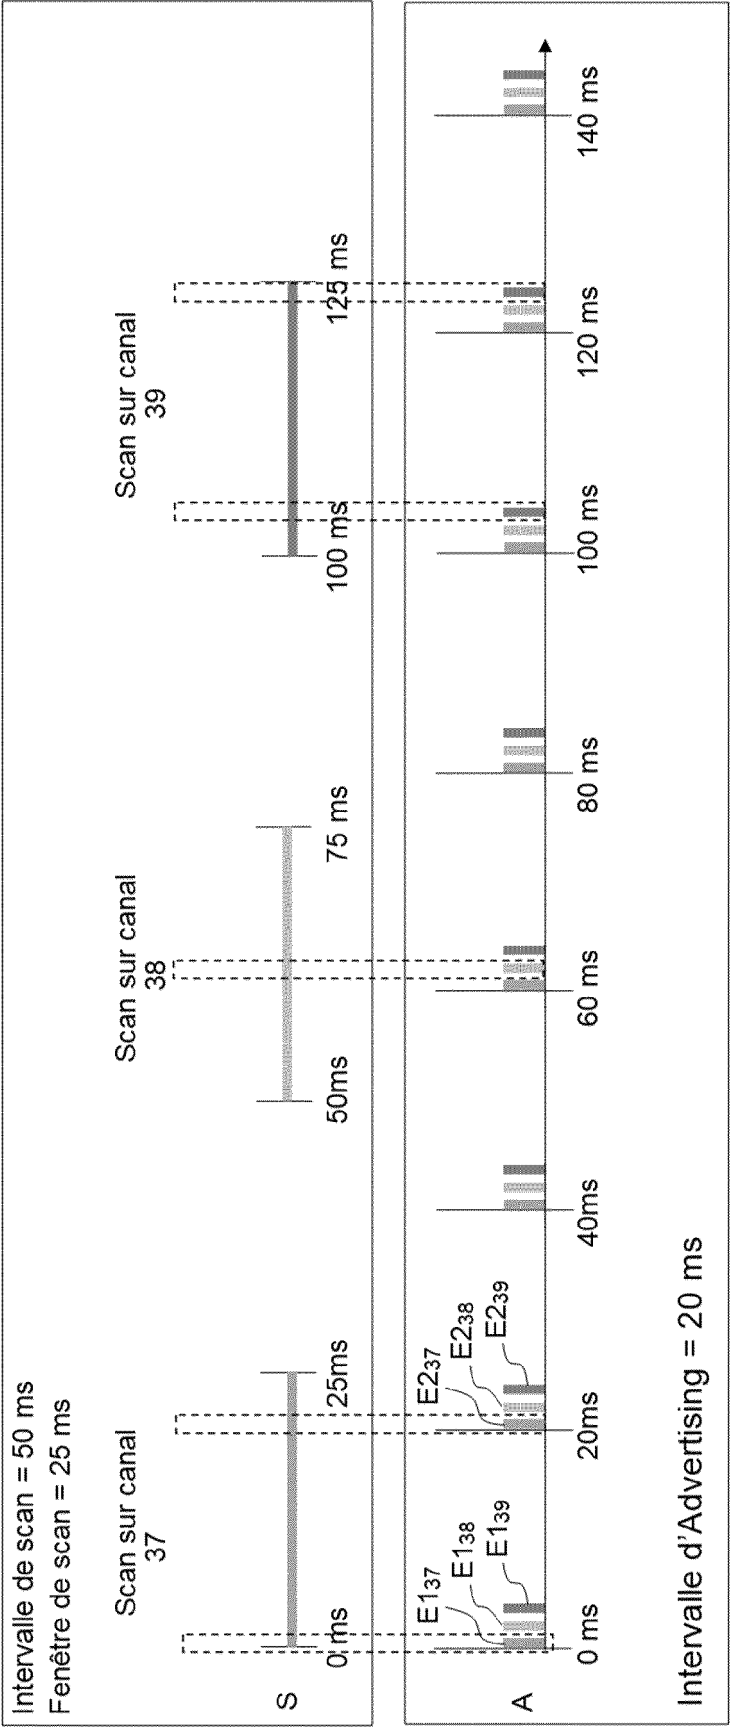 Intervalle de scan = 50 ms
Fenêtre de scan = 25 ms
Scan sur canal
37
Scan sur canal
38
Scan sur canal
39
S
0 ms
25ms
50ms
75 ms
100 ms
125 ms
A
E137
E138
E139
E237
E238
E239
0 ms
20ms
40ms
60 ms
80 ms
100 ms
120 ms
140 ms
Intervalle d'Advertising = 20 ms